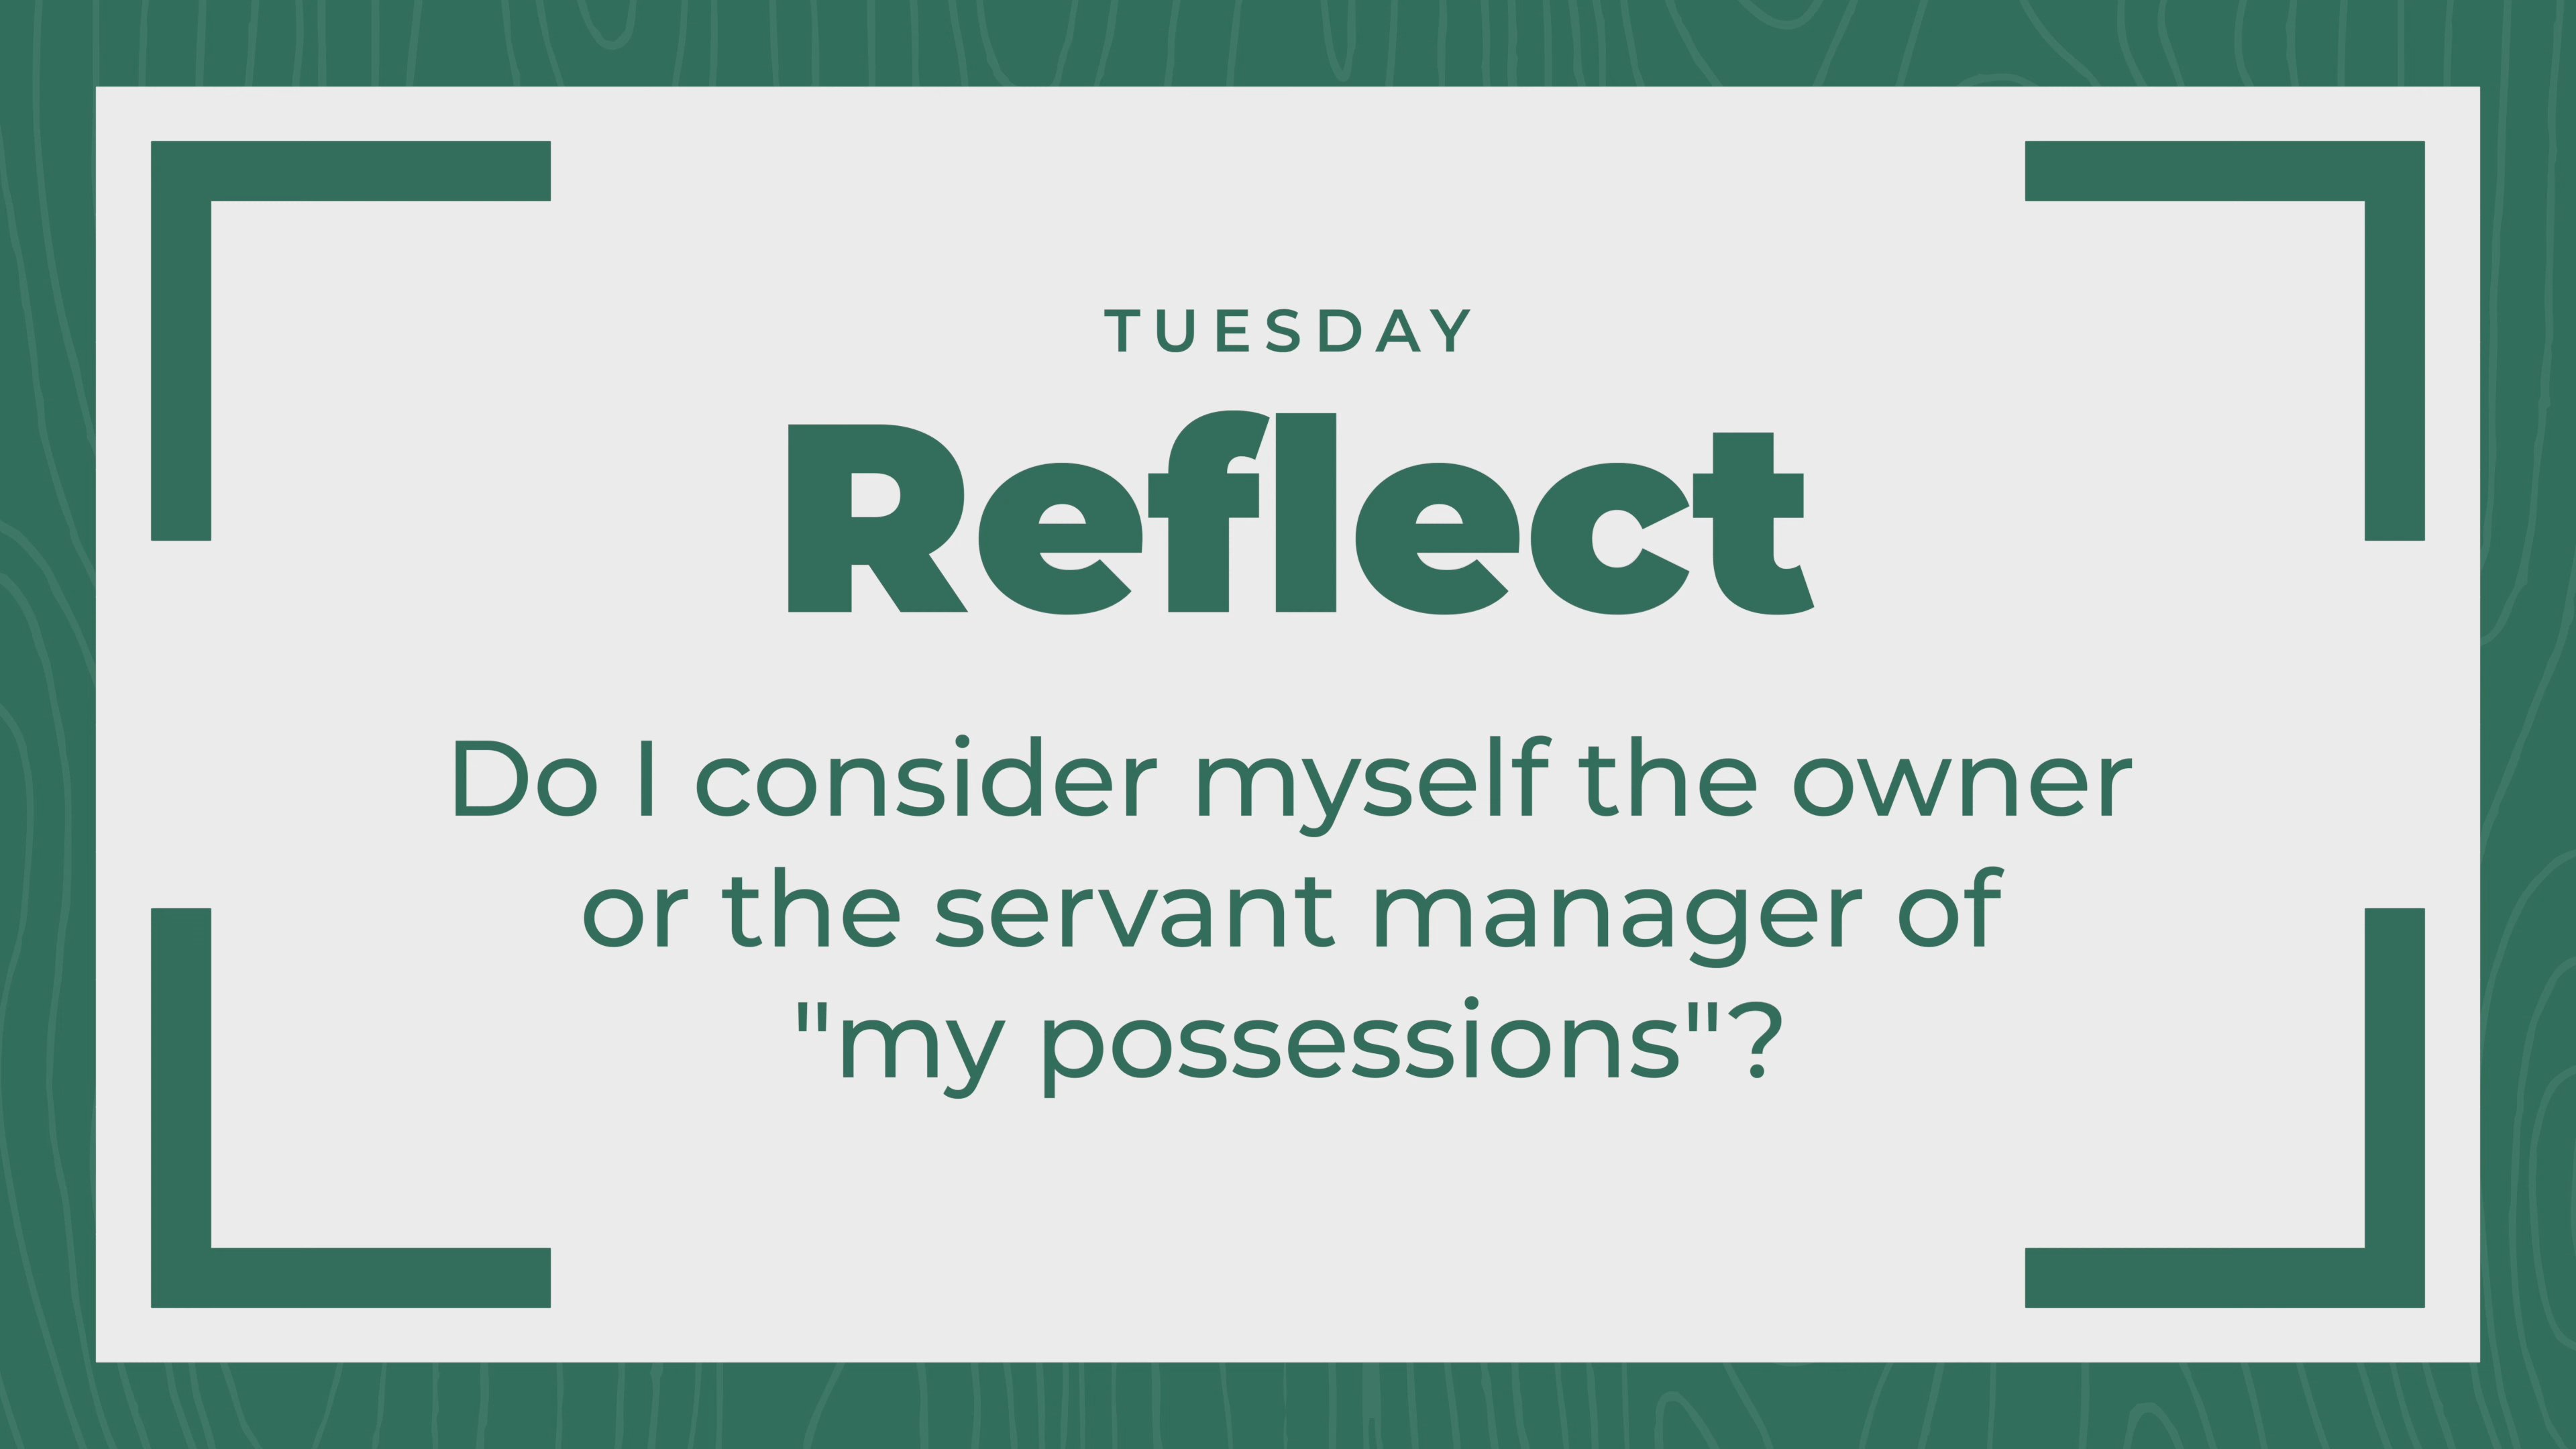 TUESDAY
Reflect
Do I consider myself the owner
or the servant manager of
"my possessions"?